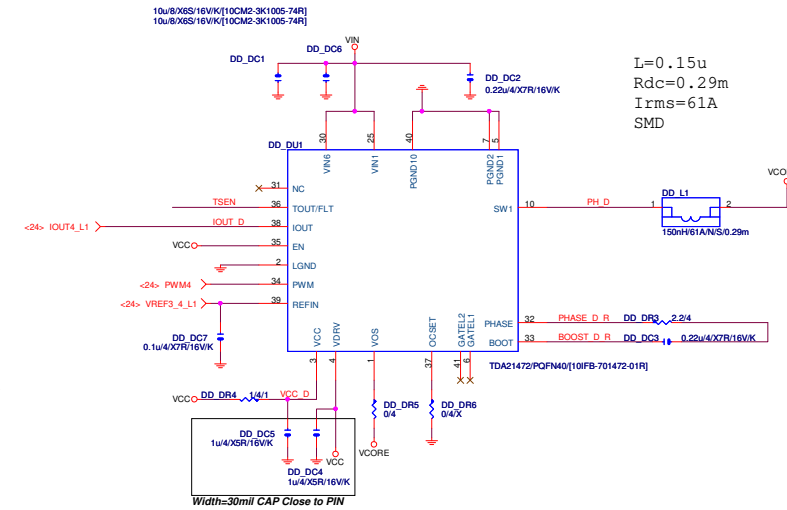 10u/8/X6S/16V/K/[10CM2-3K1005-74R]
10u/8/X6S/16V/K/[10CM2-3K1005-74R]
VIN
DD_DC1
DD_DC6
DD_DC2
0.22u/4/X7R/16V/K
L=0.15u
Rdc=0.29m
Irms=61A
SMD
DD_DU1
30
25
40
7
5
VIN6
VIN1
PGND10
PGND2
PGND1
31
NC
TSEN
36
TOUT/FLT
<24> IOUT4_L1
IOUT_D
38
IOUT
VCC
35
EN
2
LGND
<24> PWM4
34
PWM
<24> VREF3_4_L1
39
REFIN
SW1
10
PH_D
1
DD_L1
2
150nH/61A/N/S/0.29m
VCO
DD_DC7
0.1u/4/X7R/16V/K
PHASE
32
PHASE_D_R
DD_DR3
2.2/4
BOOT
33
BOOST_D_R
DD_DC3
0.22u/4/X7R/16V/K
VCC
VDRV
VOS
OCSET
GATEL2
GATEL1
3
4
1
37
41
6
TDA21472/PQFN40/[10IFB-701472-01R]
VCC
DD_DR4
1/4/1
VCC_D
DD_DR5
0/4
DD_DR6
0/4/X
DD_DC5
1u/4/X5R/16V/K
VCORE
VCC
DD_DC4
1u/4/X5R/16V/K
Width=30mil CAP Close to PIN